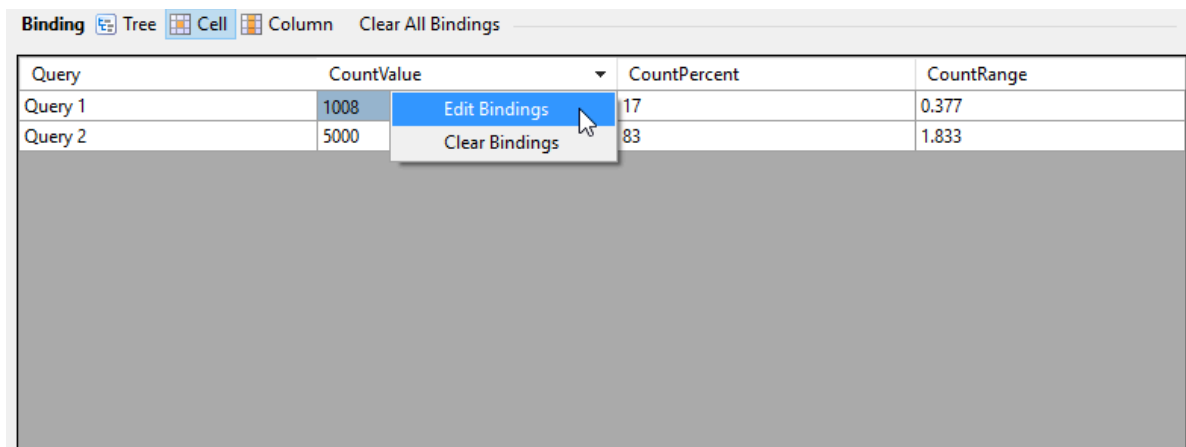 Binding Tree Cell Column Clear All Bindings
Query CountValue CountPercent CountRange
Query 1 1008 17 0.377
Query 2 5000 83 1.833
Edit Bindings
Clear Bindings